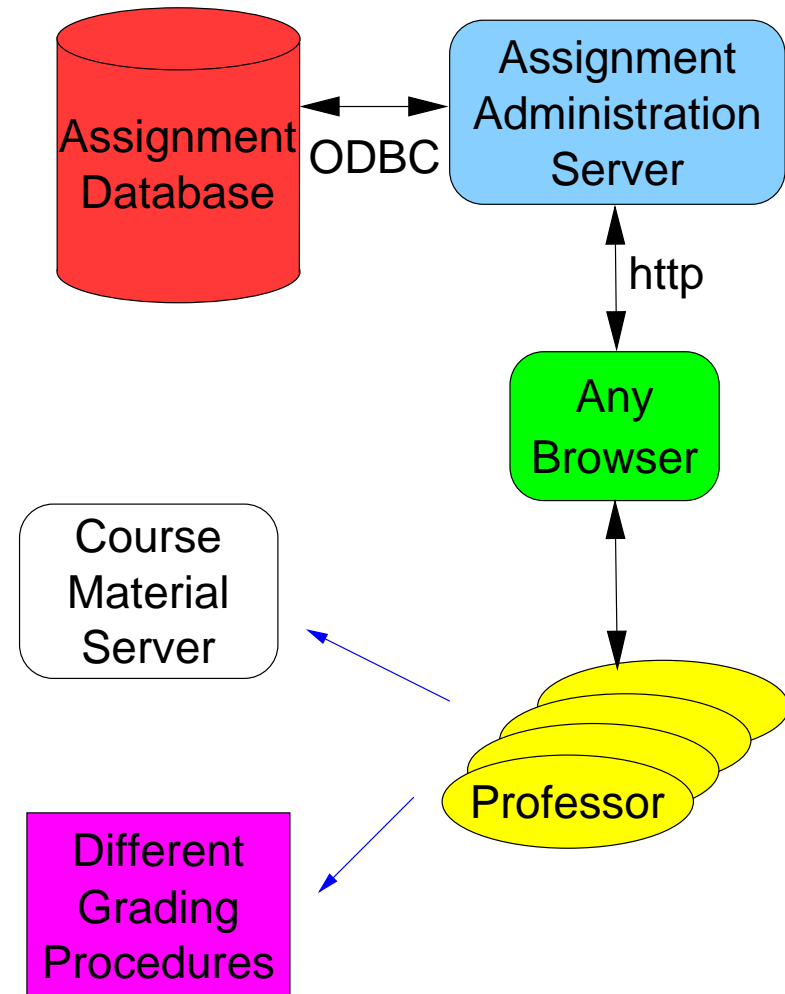 Assignment
Database
ODBC
Assignment
Administration
Server
http
Any
Browser
Course
Material
Server
Professor
Different
Grading
Procedures